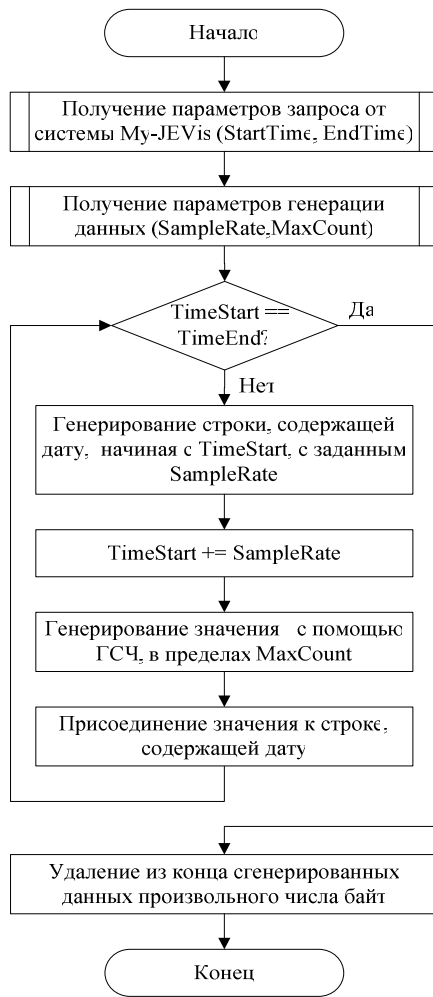 Начало
Получение параметров запроса от
системы My-JEVis (StartTime, EndTime)
Получение параметров генерации
данных (SampleRate,MaxCount)
TimeStart ==
TimeEnd?
Да
Нет
Генерирование строки, содержащей
дату, начиная с TimeStart, с заданным
SampleRate
TimeStart += SampleRate
Генерирование значения с помощью
ГСЧ, в пределах MaxCount
Присоединение значения к строке,
содержащей дату
Удаление из конца сгенерированных
данных произвольного числа байт
Конец